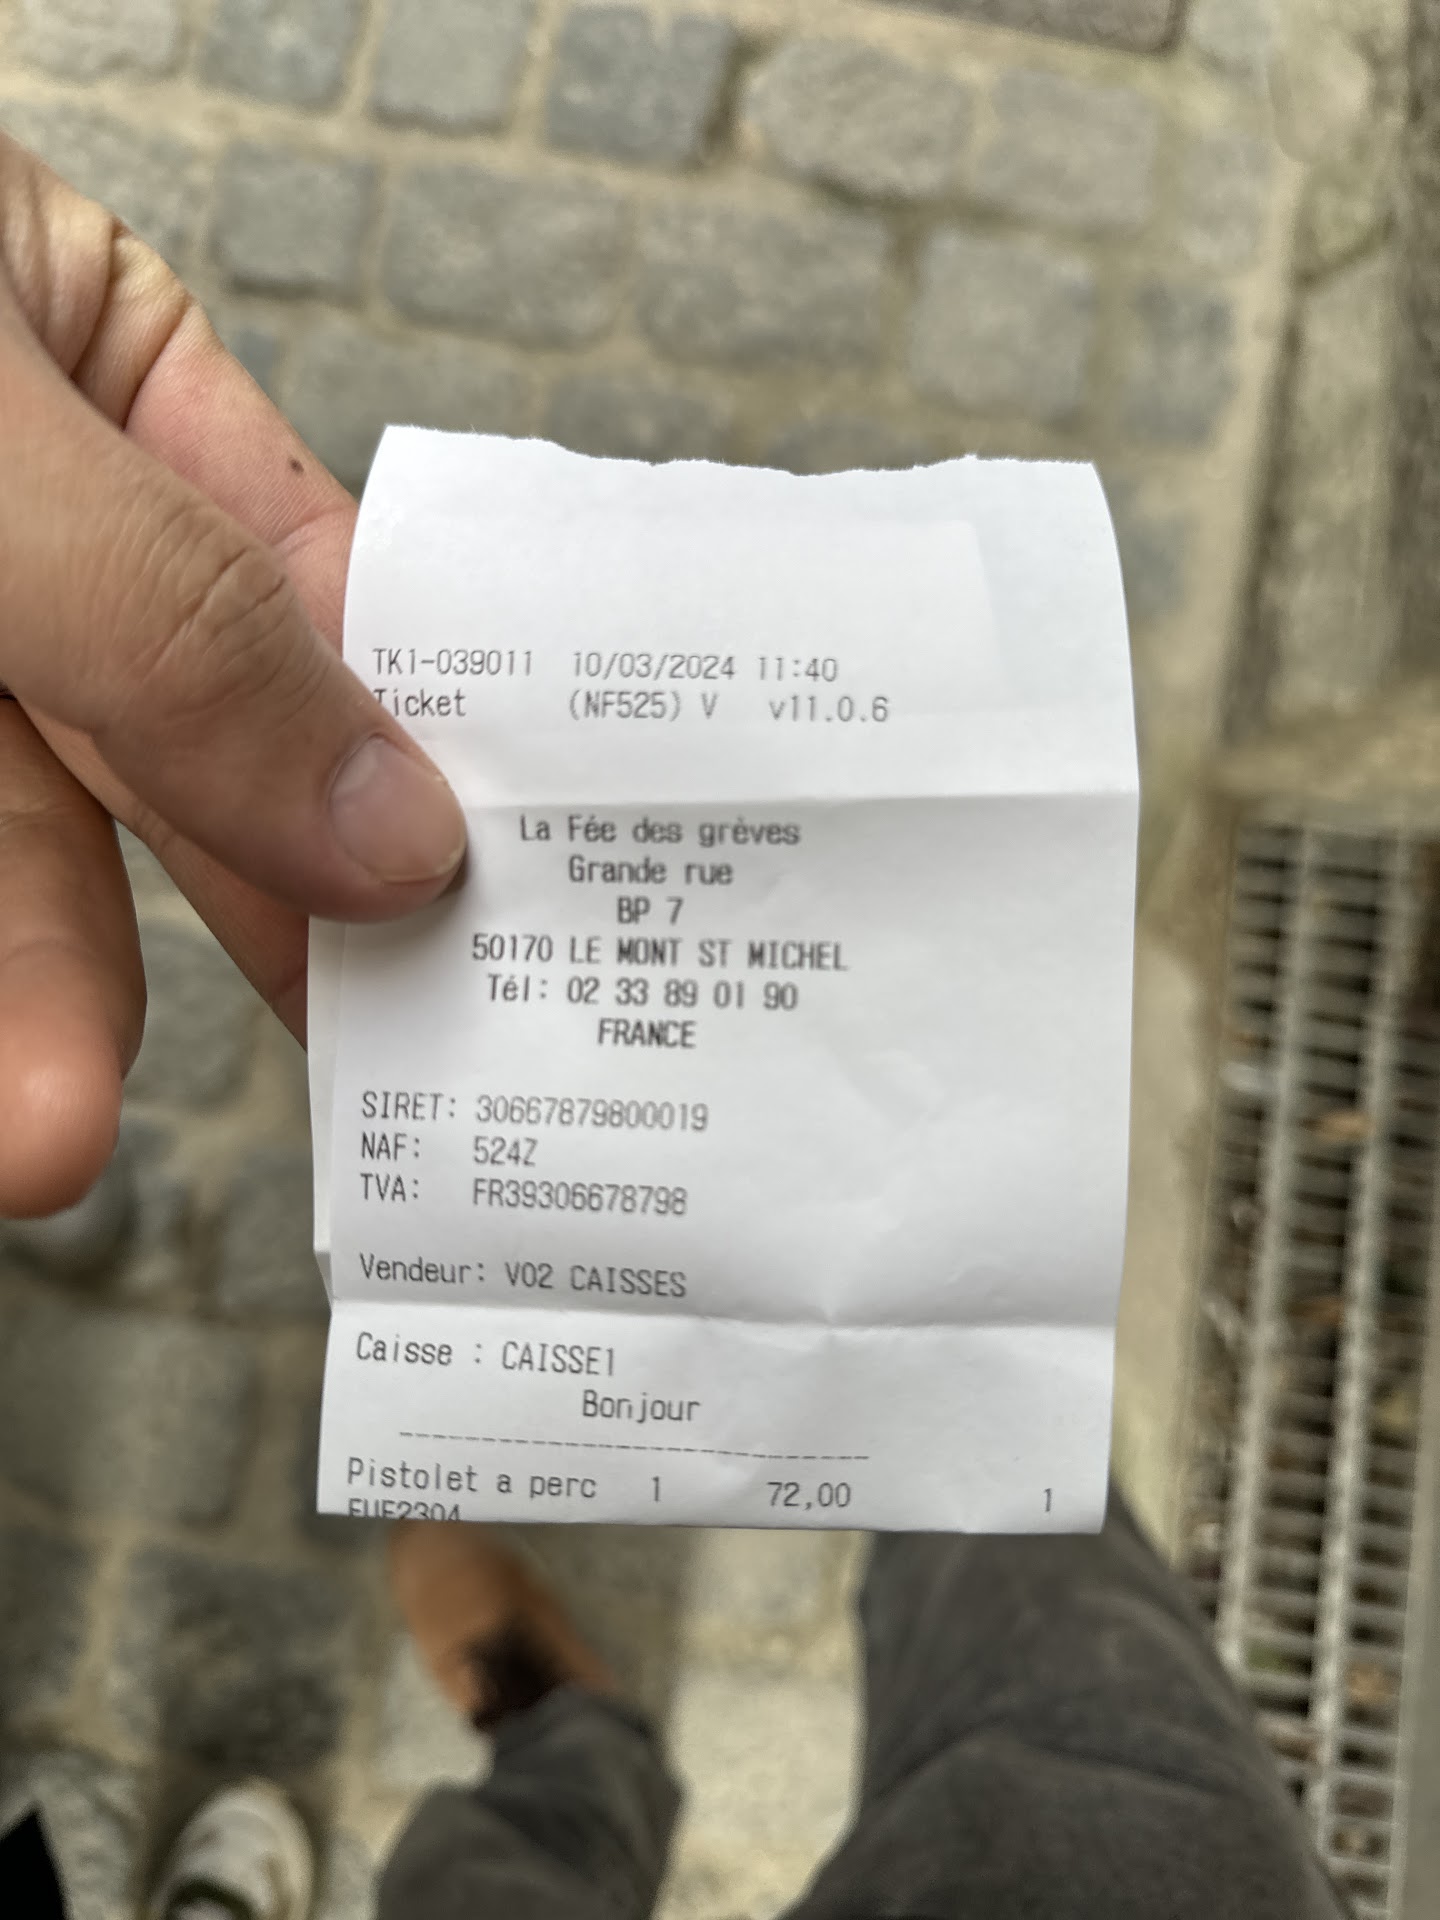 TK1-039011 10/03/2024 11:40
Ticket (NF525) V v11.0.6
La Fée des grèves
Grande rue
BP 7
50170 LE MONT ST MICHEL
Tél: 02 33 89 01 90
FRANCE
SIRET: 30667879800019
NAF: 524Z
TVA: FR39306678798
Vendeur: V02 CAISSES
Caisse : CAISSE1
Bonjour
Pistolet a perc 1 72,00 1